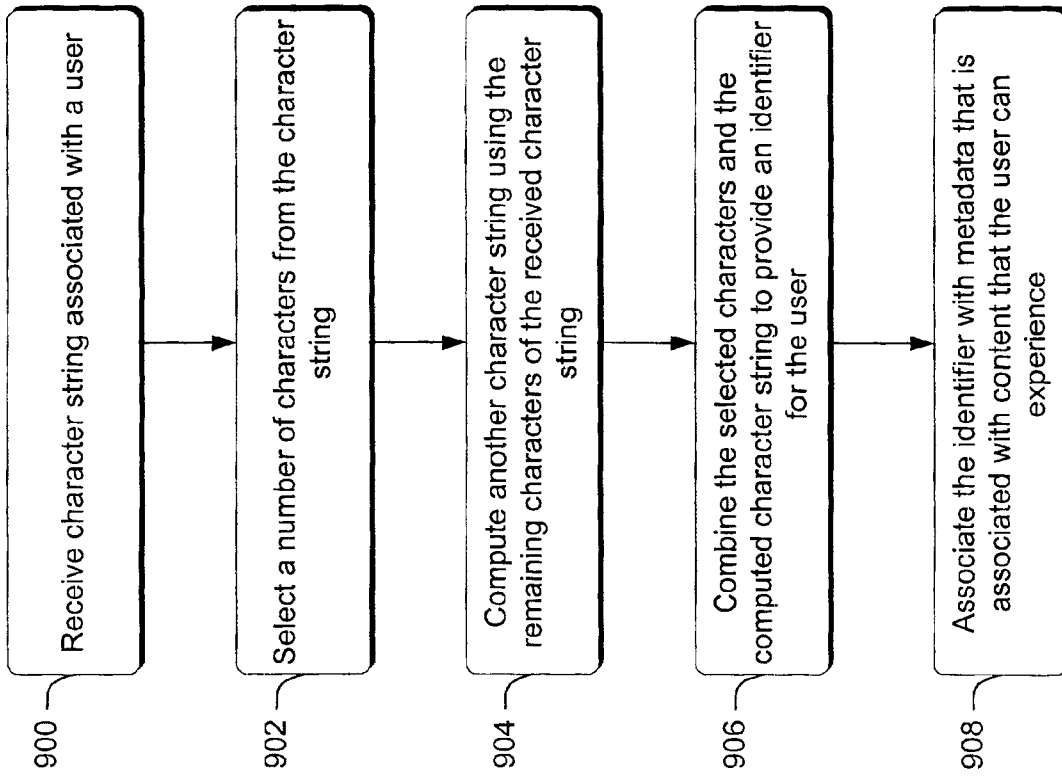 900
Receive character string associated with a user
902
Select a number of characters from the character
string
904
Compute another character string using the
remaining characters of the received character
string
906
Combine the selected characters and the
computed character string to provide an identifier
for the user
908
Associate the identifier with metadata that is
associated with content that the user can
experience